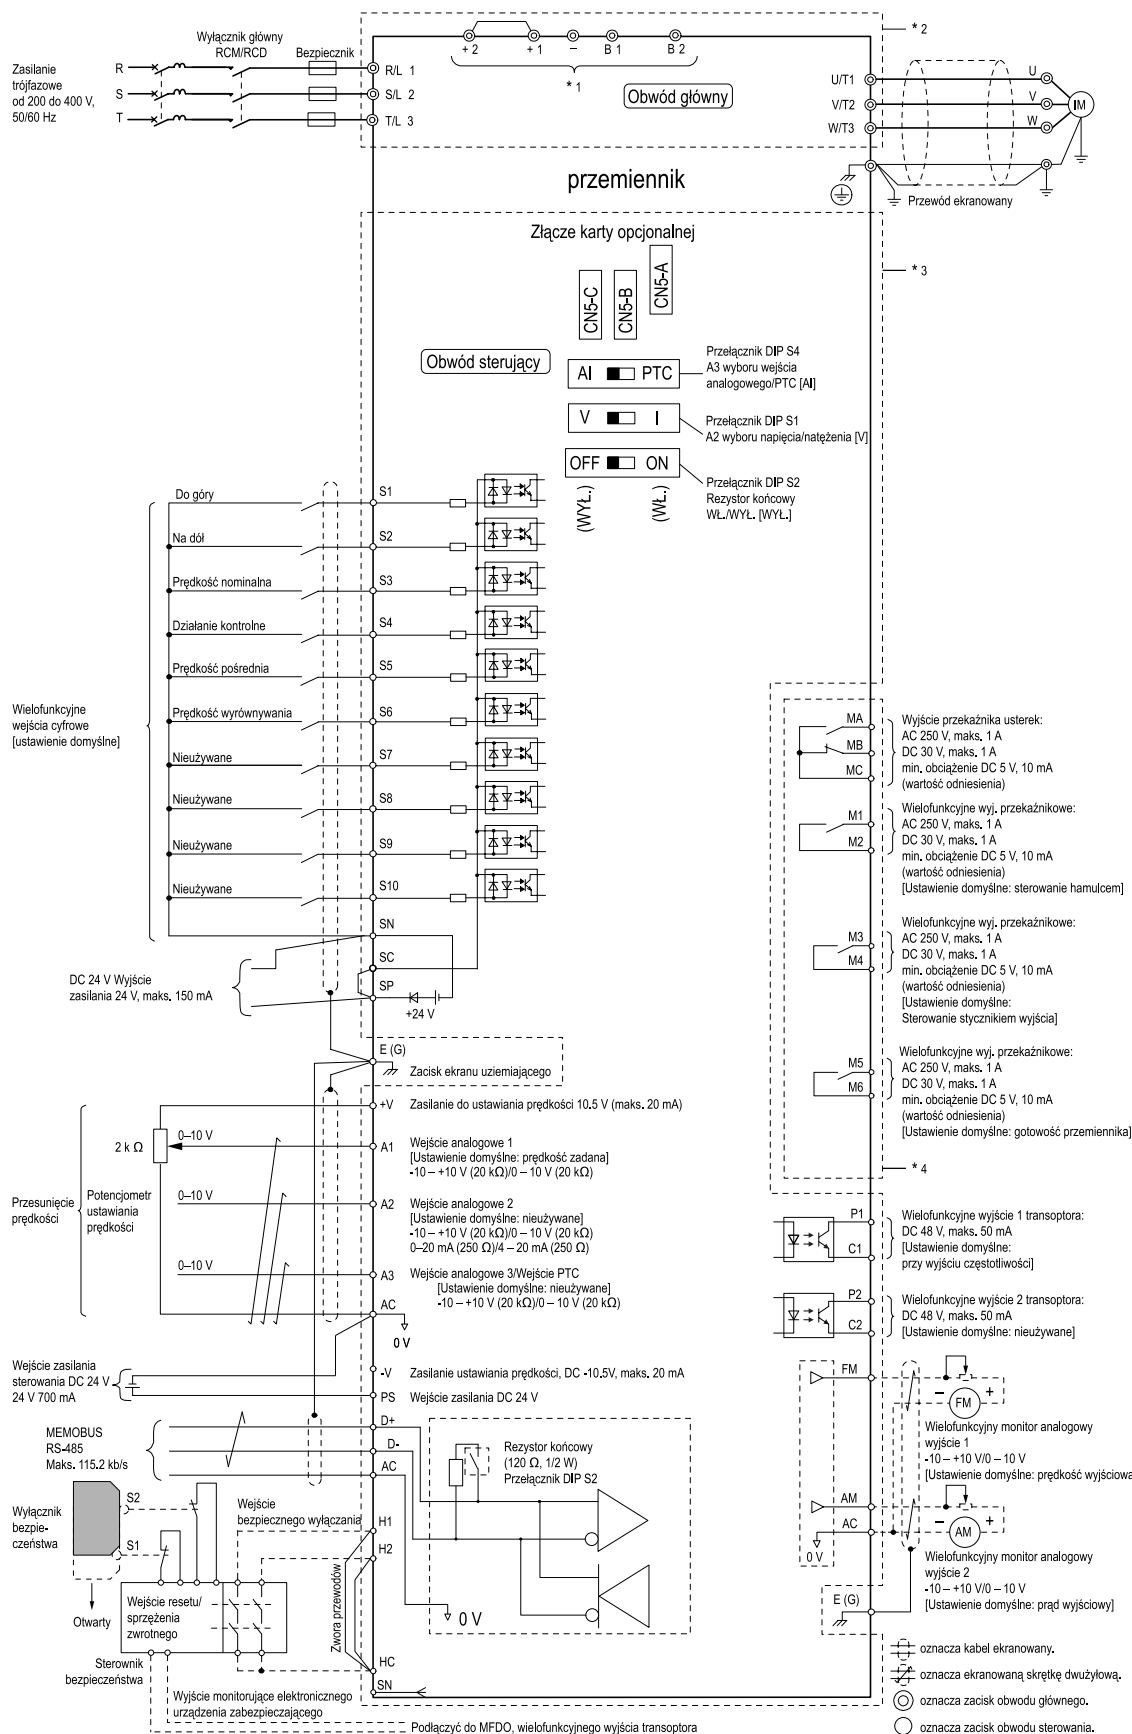 Zasilanie
trójfazowe
od 200 do 400 V,
50/60 Hz
Wyłącznik główny
RCM/RCD
Bezpiecznik
R
S
T
R/L 1
S/L 2
T/L 3
+ 2
+ 1
–
B 1
B 2
* 1
* 2
Obwód główny
U/T1
V/T2
W/T3
U
V
W
IM
Przewód ekranowany
przemiennik
Złącze karty opcjonalnej
* 3
CN5-C
CN5-B
CN5-A
Obwód sterujący
AI
PTC
Przełącznik DIP S4
A3 wyboru wejścia
analogowego/PTC [AI]
V
I
Przełącznik DIP S1
A2 wyboru napięcia/natężenia [V]
OFF
ON
(WYŁ.)
(WŁ.)
Przełącznik DIP S2
Rezystor końcowy
WŁ./WYŁ. [WYŁ.]
Wielofunkcyjne
wejścia cyfrowe
[ustawienie domyślne]
Do góry
S1
Na dół
S2
Prędkość nominalna
S3
Działanie kontrolne
S4
Prędkość pośrednia
S5
Prędkość wyrównywania
S6
Nieużywane
S7
Nieużywane
S8
Nieużywane
S9
Nieużywane
S10
SN
SC
SP
+24 V
DC 24 V Wyjście
zasilania 24 V, maks. 150 mA
E (G)
Zacisk ekranu uziemiającego
MA
MB
MC
Wyjście przekaźnika usterek:
AC 250 V, maks. 1 A
DC 30 V, maks. 1 A
min. obciążenie DC 5 V, 10 mA
(wartość odniesienia)
M1
M2
Wielofunkcyjne wyj. przekaźnikowe:
AC 250 V, maks. 1 A
DC 30 V, maks. 1 A
min. obciążenie DC 5 V, 10 mA
(wartość odniesienia)
[Ustawienie domyślne: sterowanie hamulcem]
M3
M4
Wielofunkcyjne wyj. przekaźnikowe:
AC 250 V, maks. 1 A
DC 30 V, maks. 1 A
min. obciążenie DC 5 V, 10 mA
(wartość odniesienia)
[Ustawienie domyślne:
Sterowanie stycznikiem wyjścia]
M5
M6
Wielofunkcyjne wyj. przekaźnikowe:
AC 250 V, maks. 1 A
DC 30 V, maks. 1 A
min. obciążenie DC 5 V, 10 mA
(wartość odniesienia)
[Ustawienie domyślne: gotowość przemiennika]
* 4
Przesunięcie
prędkości
Potencjometr
ustawiania
prędkości
2 k Ω
+V
Zasilanie do ustawiania prędkości 10.5 V (maks. 20 mA)
0–10 V
A1
Wejście analogowe 1
[Ustawienie domyślne: prędkość zadana]
-10 – +10 V (20 kΩ)/0 – 10 V (20 kΩ)
0–10 V
A2
Wejście analogowe 2
[Ustawienie domyślne: nieużywane]
-10 – +10 V (20 kΩ)/0 – 10 V (20 kΩ)
0–20 mA (250 Ω)/4 – 20 mA (250 Ω)
0–10 V
A3
Wejście analogowe 3/Wejście PTC
[Ustawienie domyślne: nieużywane]
-10 – +10 V (20 kΩ)/0 – 10 V (20 kΩ)
AC
0 V
P1
C1
Wielofunkcyjne wyjście 1 transoptora:
DC 48 V, maks. 50 mA
[Ustawienie domyślne:
przy wyjściu częstotliwości]
P2
C2
Wielofunkcyjne wyjście 2 transoptora:
DC 48 V, maks. 50 mA
[Ustawienie domyślne: nieużywane]
Wejście zasilania
sterowania DC 24 V
24 V 700 mA
-V
Zasilanie ustawiania prędkości, DC -10.5V, maks. 20 mA
PS
Wejście zasilania DC 24 V
MEMOBUS
RS-485
Maks. 115.2 kb/s
D+
D-
AC
Rezystor końcowy
(120 Ω, 1/2 W)
Przełącznik DIP S2
0 V
FM
– +
FM
Wielofunkcyjny monitor analogowy
wyjście 1
-10 – +10 V/0 – 10 V
[Ustawienie domyślne: prędkość wyjściowa
AM
AC
0 V
– +
AM
Wielofunkcyjny monitor analogowy
wyjście 2
-10 – +10 V/0 – 10 V
[Ustawienie domyślne: prąd wyjściowy]
E (G)
Wyłącznik
bezpie-
czeństwa
S2
S1
Otwarty
Wejście
bezpiecznego wyłączania
H1
H2
Zwora przewodów
HC
SN
Wejście resetu/
sprzężenia
zwrotnego
Sterownik
bezpieczeństwa
Wyjście monitorujące elektronicznego
urządzenia zabezpieczającego
Podłączyć do MFDO, wielofunkcyjnego wyjścia transoptora
oznacza kabel ekranowany.
oznacza ekranowaną skrętkę dwużyłową.
oznacza zacisk obwodu głównego.
oznacza zacisk obwodu sterowania.